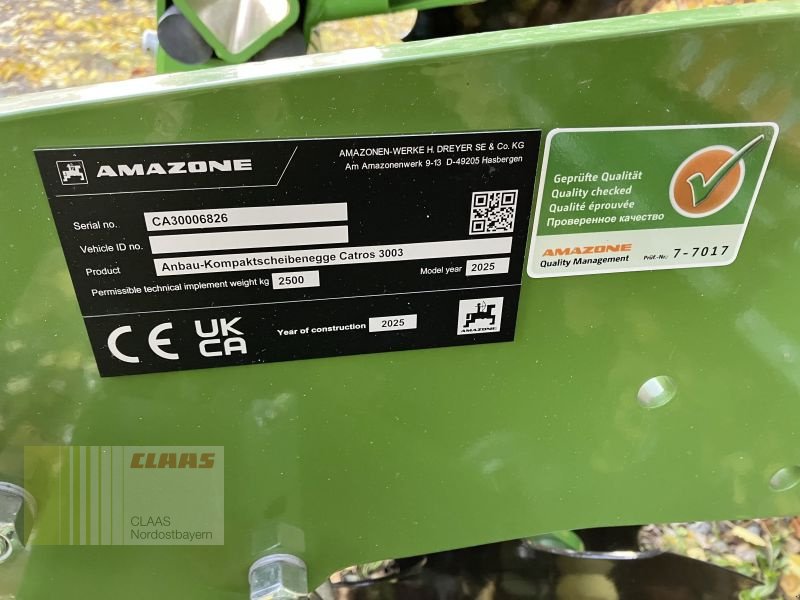 AMAZONE
AMAZONEN-WERKE H. DREYER SE & Co. KG
Am Amazonenwerk 9-13 D-49205 Hasbergen
Serial no. CA30006826
Vehicle ID no.
Product Anbau-Kompaktscheibenegge Catros 3003
Permissible technical implement weight kg 2500 Model year 2025
CE UK CA Year of construction 2025
AMAZONE
Geprüfte Qualität
Quality checked
Qualité éprouvée
Проверенное качество
AMAZONE
Quality Management Prüf.-Nr.: 7-7017
CLAAS
CLAAS
Nordostbayern